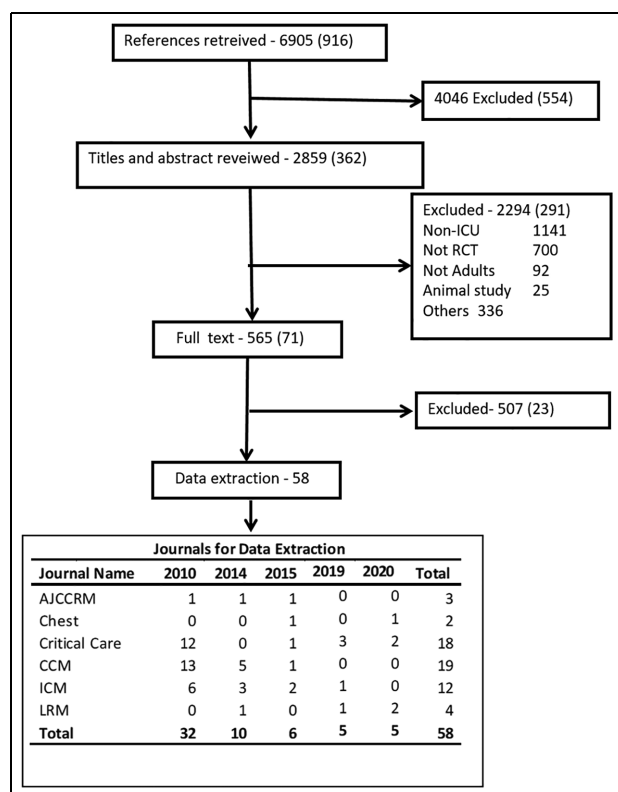 References retreived - 6905 (916)
4046 Excluded (554)
Titles and abstract reveiwed - 2859 (362)
Excluded - 2294 (291)
Non-ICU 1141
Not RCT 700
Not Adults 92
Animal study 25
Others 336
Full text - 565 (71)
Excluded- 507 (23)
Data extraction - 58
Journals for Data Extraction
Journal Name 2010 2014 2015 2019 2020 Total
AJCCRM 1 1 1 0 0 3
Chest 0 0 1 0 1 2
Critical Care 12 0 1 3 2 18
CCM 13 5 1 0 0 19
ICM 6 3 2 1 0 12
LRM 0 1 0 1 2 4
Total 32 10 6 5 5 58